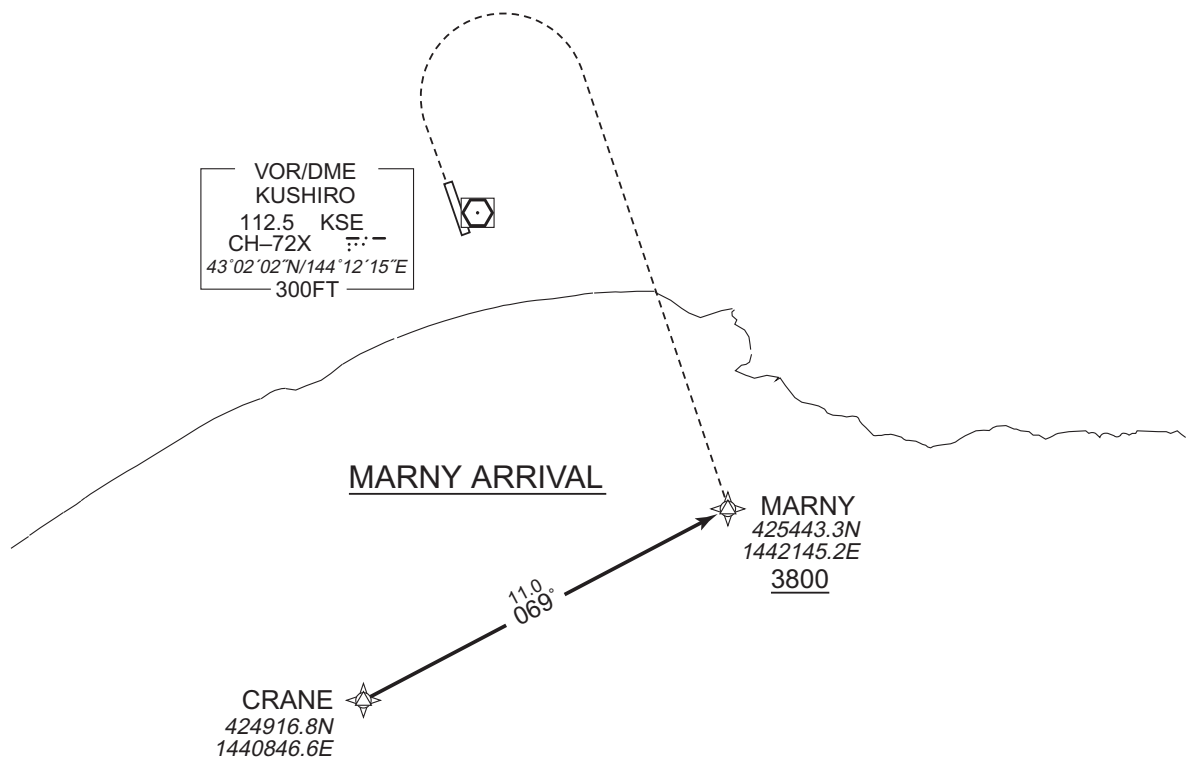 VOR/DME
KUSHIRO
112.5 KSE
CH–72X
43°02´02˝N/144°12´15˝E
300FT
MARNY ARRIVAL
MARNY
425443.3N
1442145.2E
3800
11.0
069°
CRANE
424916.8N
1440846.6E